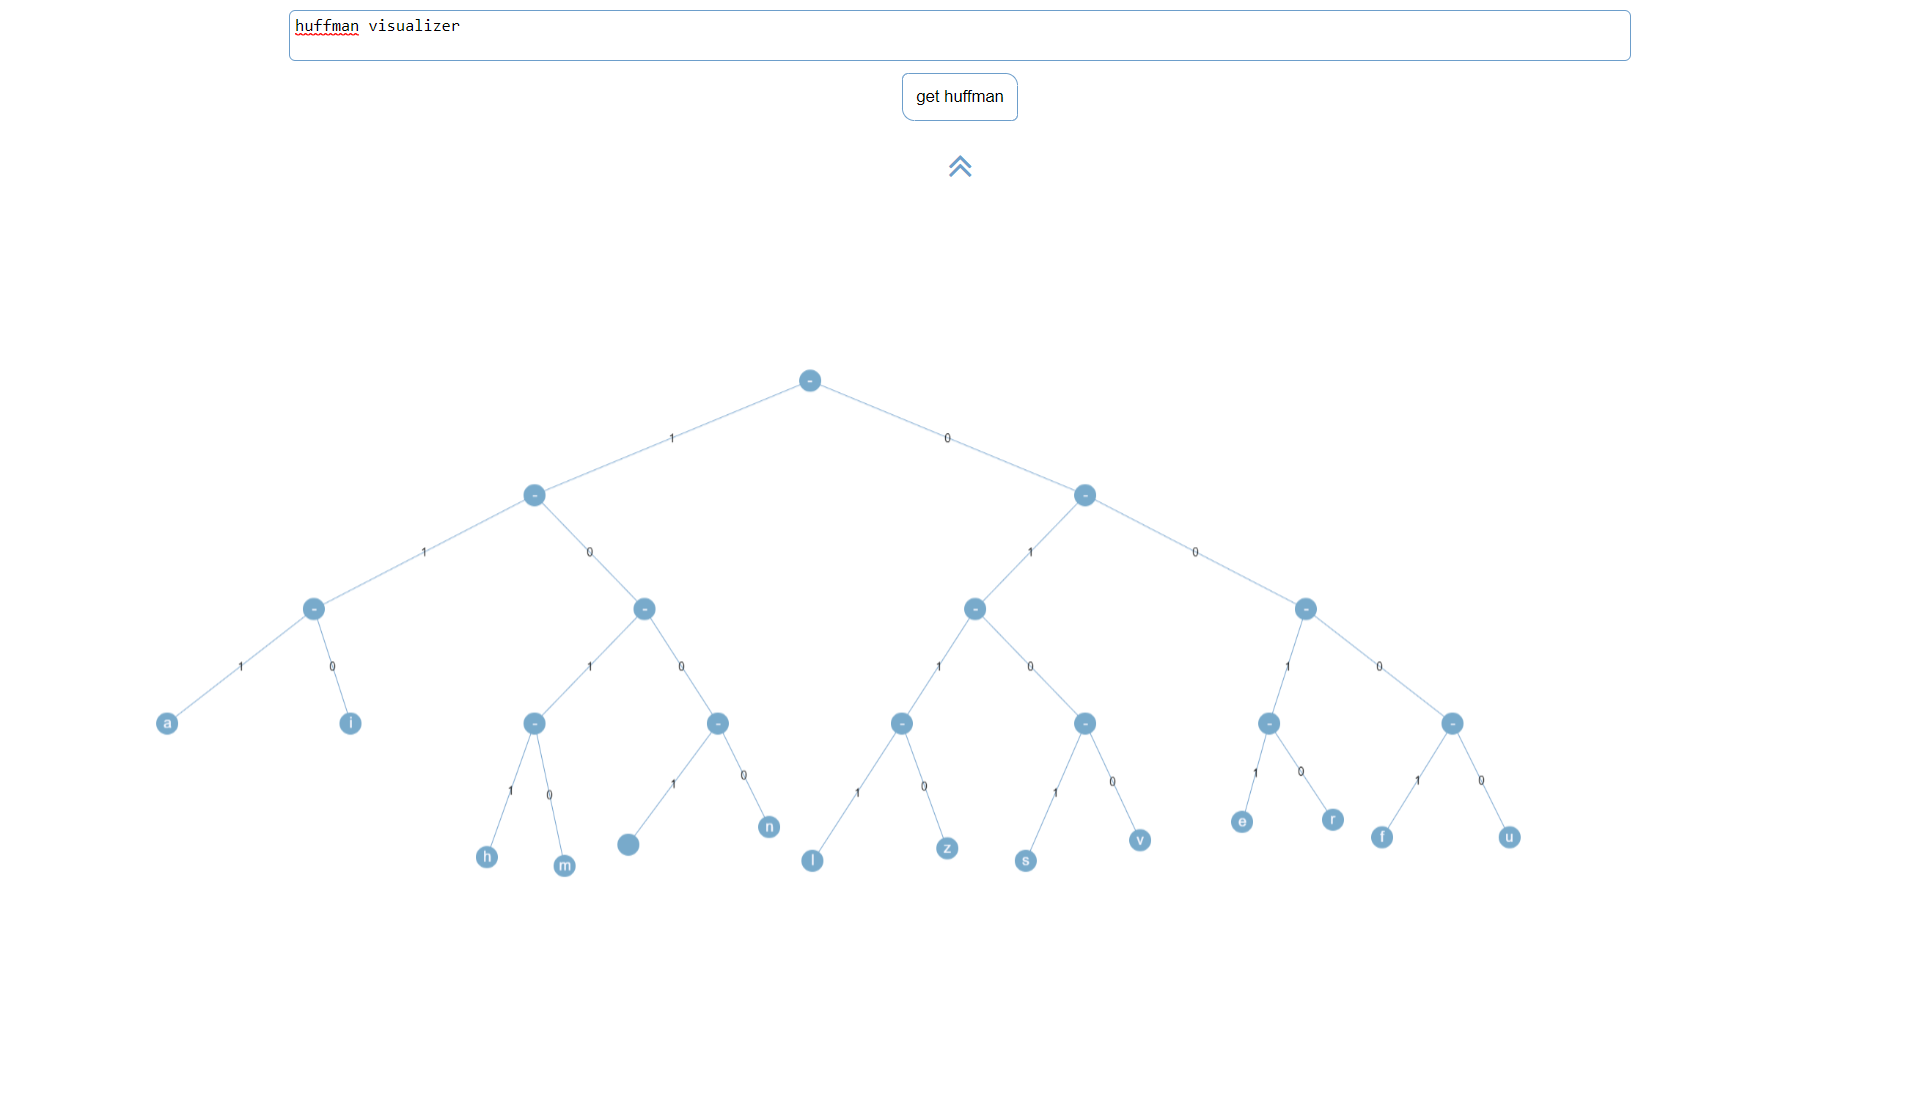 huffman visualizer
get huffman
-
1 0
- -
1 0 1 0
- - - -
1 0 1 0 1 0 1 0
a i - - - - - -
1 0 1 0 1 0 1 0 1 0 1 0
h m n l z s v e r f u